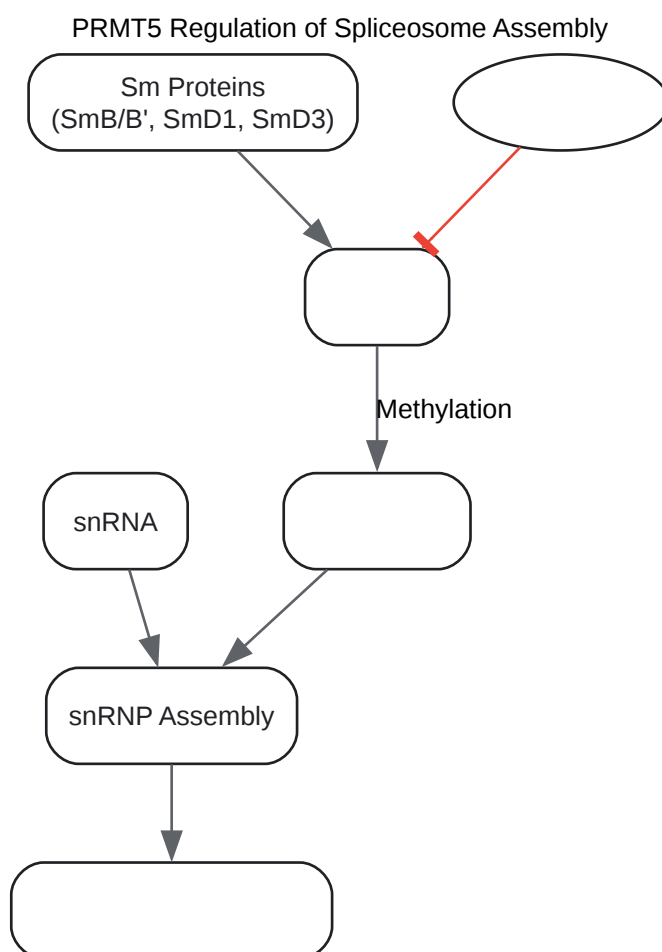 PRMT5 Regulation of Spliceosome Assembly
Sm Proteins
(SmB/B', SmD1, SmD3)
Methylation
snRNA
snRNP Assembly